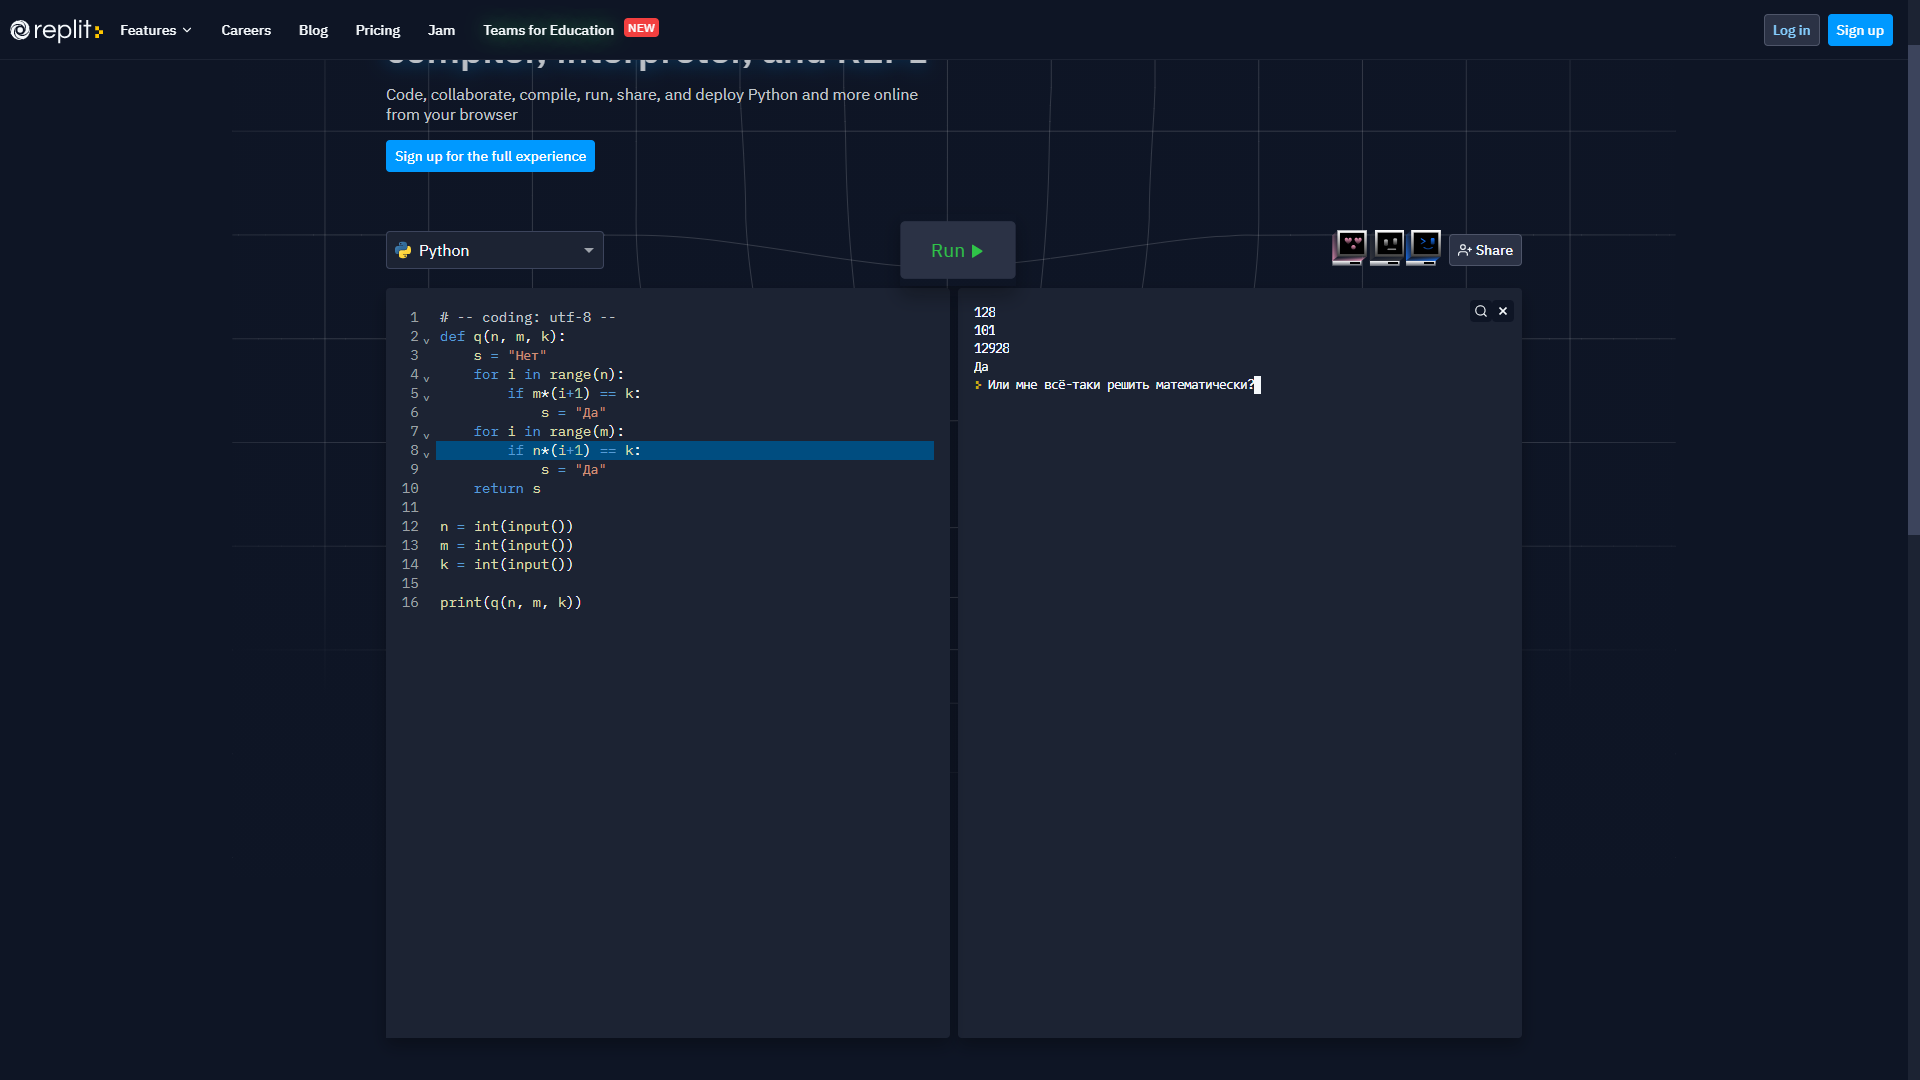 replit
Features
Careers
Blog
Pricing
Jam
Teams for Education
NEW
Log in
Sign up
compiler, interpreter, and REPL
Code, collaborate, compile, run, share, and deploy Python and more online
from your browser
Sign up for the full experience
Python
Run
Share
1 # -- coding: utf-8 --
2 def q(n, m, k):
3 s = "Нет"
4 for i in range(n):
5 if m*(i+1) == k:
6 s = "Да"
7 for i in range(m):
8 if n*(i+1) == k:
9 s = "Да"
10 return s
11
12 n = int(input())
13 m = int(input())
14 k = int(input())
15
16 print(q(n, m, k))
128
101
12928
Да
Или мне всё-таки решить математически?